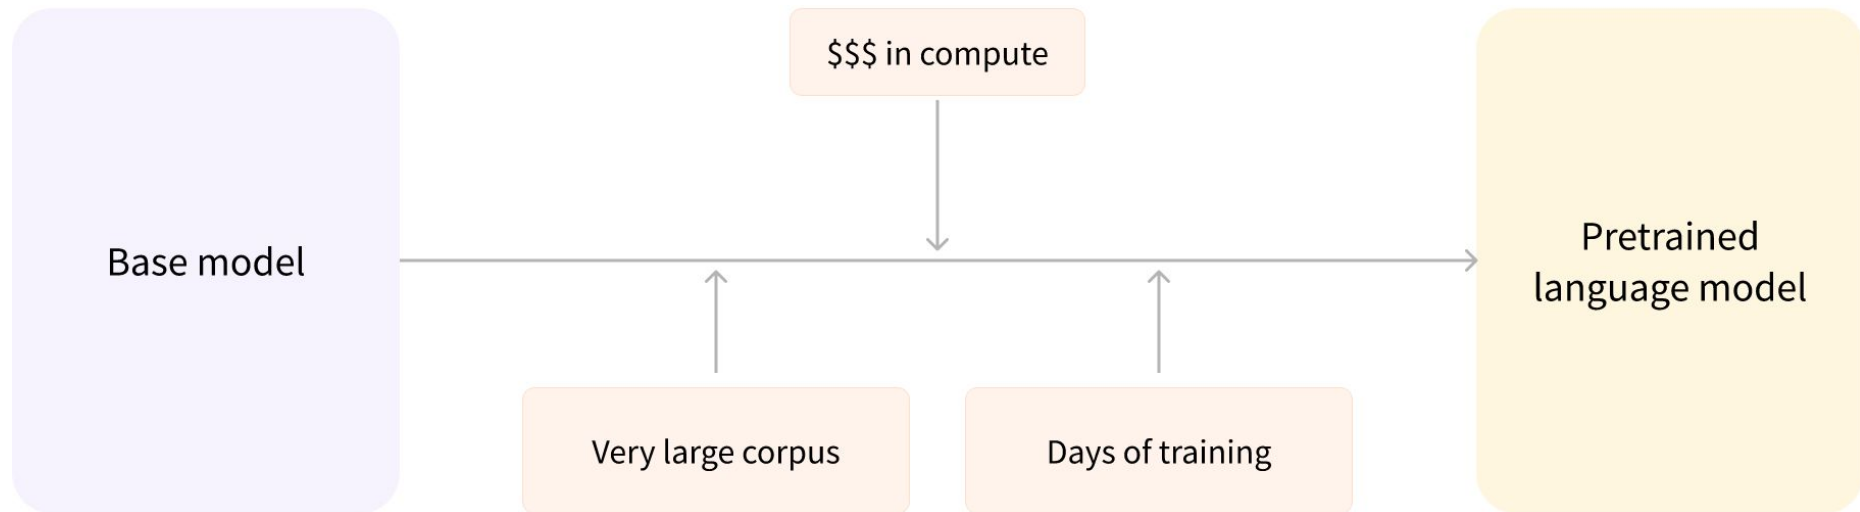 $$$ in compute
Base model
Pretrained
language model
Very large corpus
Days of training